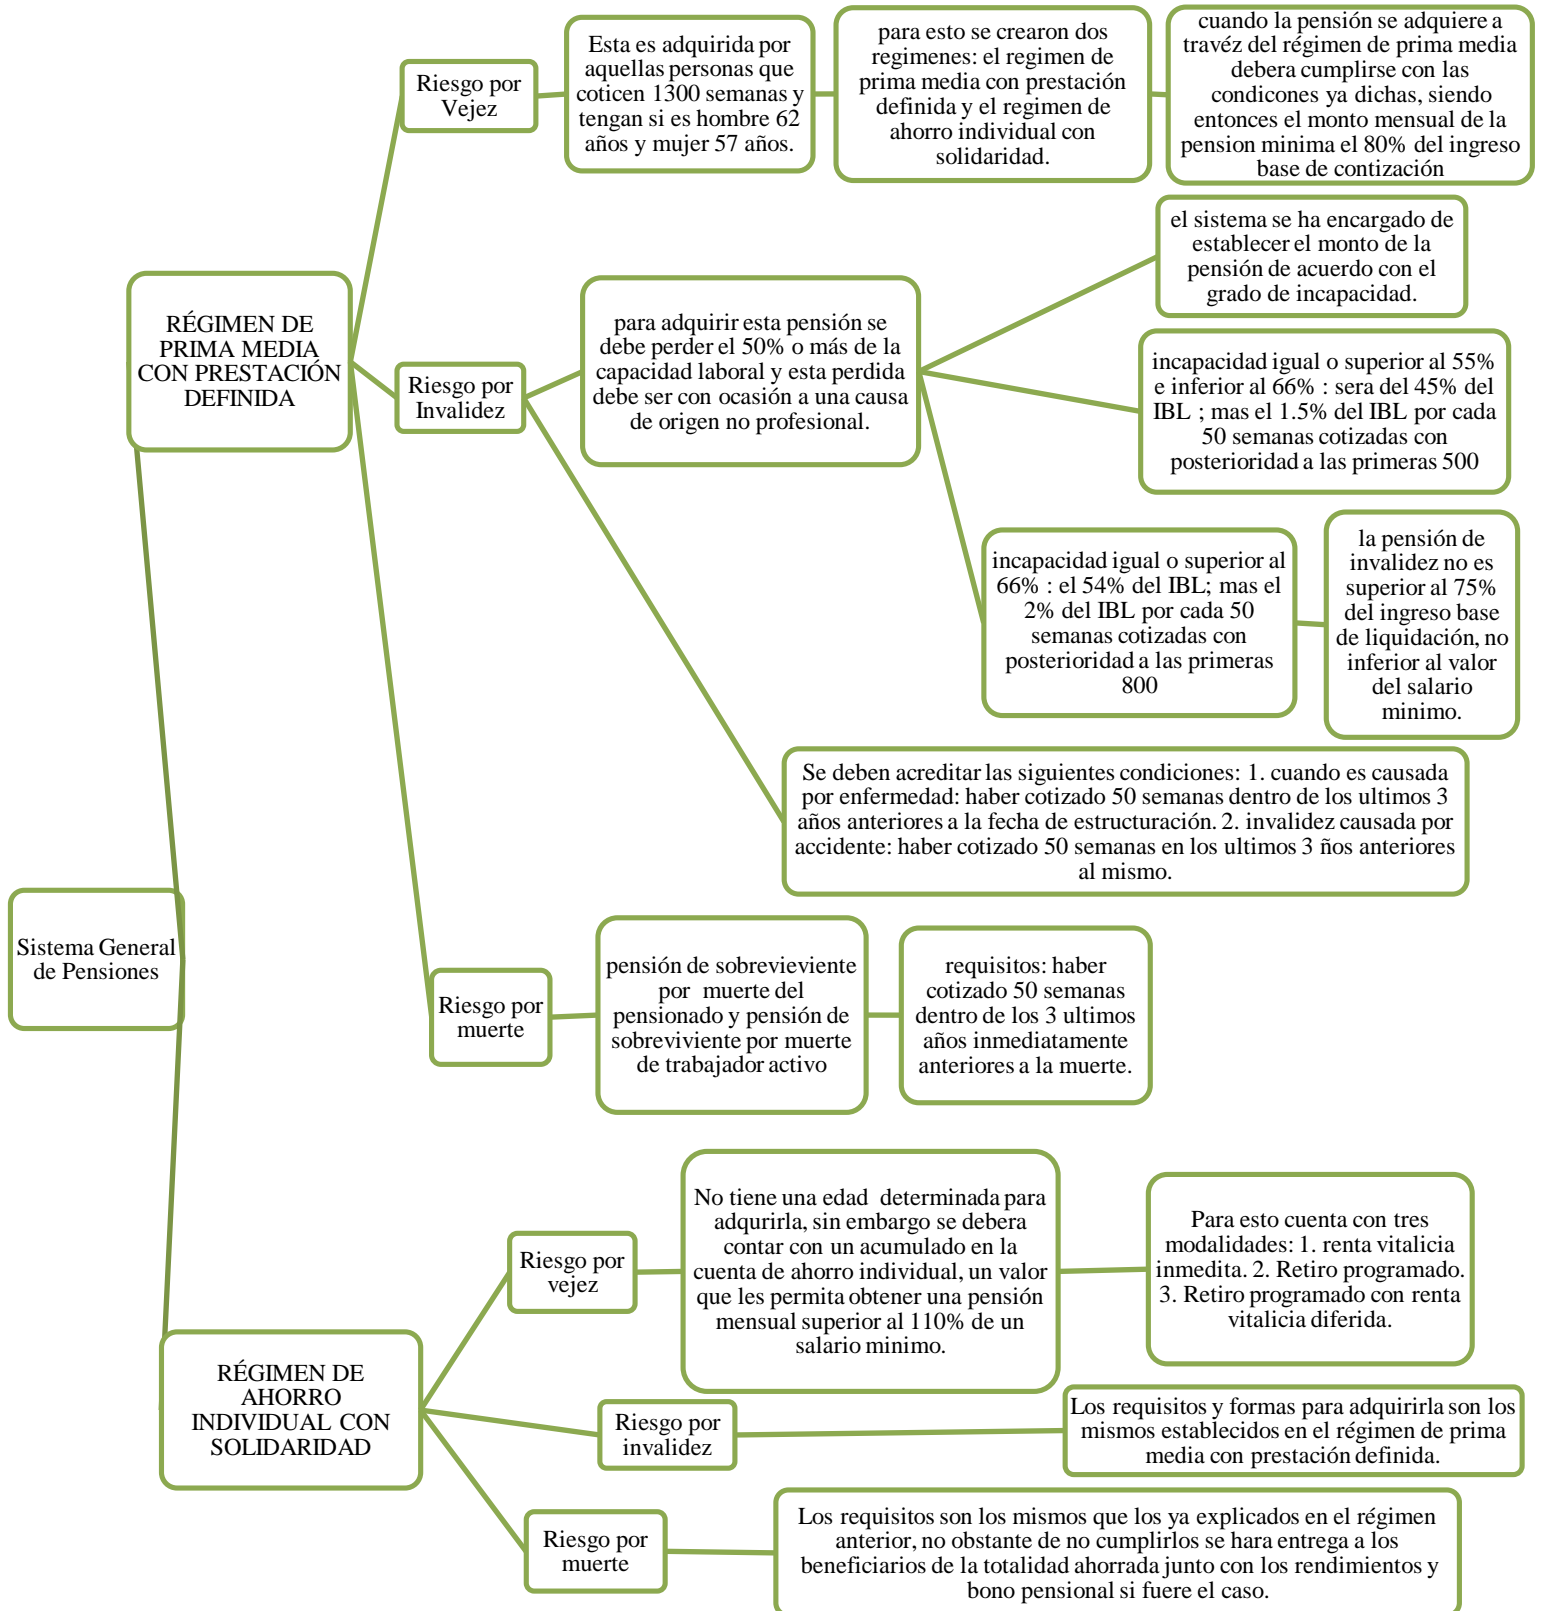 Sistema General
de Pensiones
RÉGIMEN DE
PRIMA MEDIA
CON PRESTACIÓN
DEFINIDA
Riesgo por
Vejez
Esta es adquirida por
aquellas personas que
coticen 1300 semanas y
tengan si es hombre 62
años y mujer 57 años.
para esto se crearon dos
regimenes: el regimen de
prima media con prestación
definida y el regimen de
ahorro individual con
solidaridad.
cuando la pensión se adquiere a
travéz del régimen de prima media
debera cumplirse con las
condicones ya dichas, siendo
entonces el monto mensual de la
pension minima el 80% del ingreso
base de contización
Riesgo por
Invalidez
para adquirir esta pensión se
debe perder el 50% o más de la
capacidad laboral y esta perdida
debe ser con ocasión a una causa
de origen no profesional.
el sistema se ha encargado de
establecer el monto de la
pensión de acuerdo con el
grado de incapacidad.
incapacidad igual o superior al 55%
e inferior al 66% : sera del 45% del
IBL ; mas el 1.5% del IBL por cada
50 semanas cotizadas con
posterioridad a las primeras 500
incapacidad igual o superior al
66% : el 54% del IBL; mas el
2% del IBL por cada 50
semanas cotizadas con
posterioridad a las primeras
800
la pensión de
invalidez no es
superior al 75%
del ingreso base
de liquidación, no
inferior al valor
del salario
minimo.
Se deben acreditar las siguientes condiciones: 1. cuando es causada
por enfermedad: haber cotizado 50 semanas dentro de los ultimos 3
años anteriores a la fecha de estructuración. 2. invalidez causada por
accidente: haber cotizado 50 semanas en los ultimos 3 ños anteriores
al mismo.
Riesgo por
muerte
pensión de sobrevieviente
por muerte del
pensionado y pensión de
sobreviviente por muerte
de trabajador activo
requisitos: haber
cotizado 50 semanas
dentro de los 3 ultimos
años inmediatamente
anteriores a la muerte.
RÉGIMEN DE
AHORRO
INDIVIDUAL CON
SOLIDARIDAD
Riesgo por
vejez
No tiene una edad determinada para
adqurirla, sin embargo se debera
contar con un acumulado en la
cuenta de ahorro individual, un valor
que les permita obtener una pensión
mensual superior al 110% de un
salario minimo.
Para esto cuenta con tres
modalidades: 1. renta vitalicia
inmedita. 2. Retiro programado.
3. Retiro programado con renta
vitalicia diferida.
Riesgo por
invalidez
Los requisitos y formas para adquirirla son los
mismos establecidos en el régimen de prima
media con prestación definida.
Riesgo por
muerte
Los requisitos son los mismos que los ya explicados en el régimen
anterior, no obstante de no cumplirlos se hara entrega a los
beneficiarios de la totalidad ahorrada junto con los rendimientos y
bono pensional si fuere el caso.